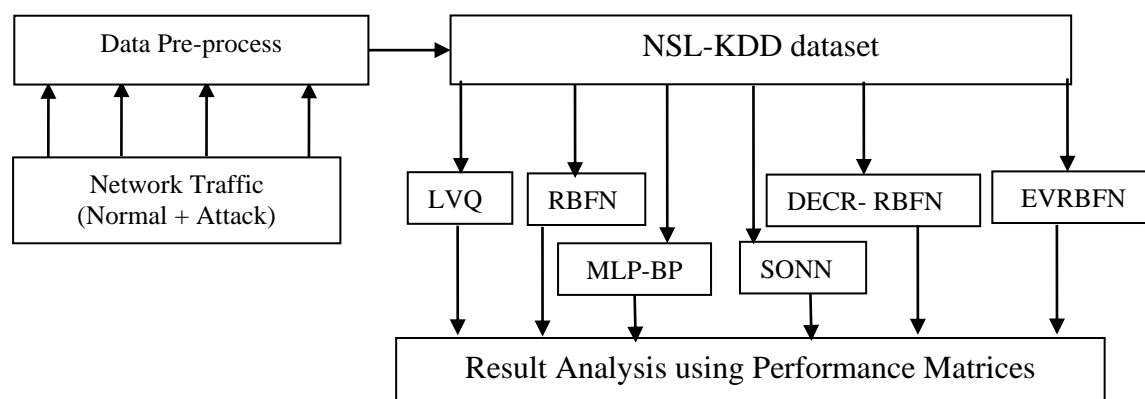 Data Pre-process
NSL-KDD dataset
Network Traffic
(Normal + Attack)
LVQ
RBFN
DECR- RBFN
EVRBFN
MLP-BP
SONN
Result Analysis using Performance Matrices